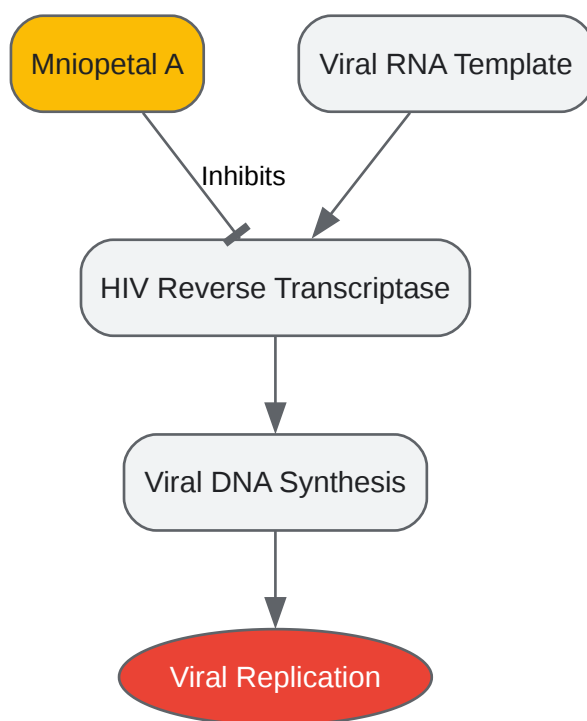 Mniopetal A
Viral RNA Template
Inhibits
HIV Reverse Transcriptase
Viral DNA Synthesis
Viral Replication